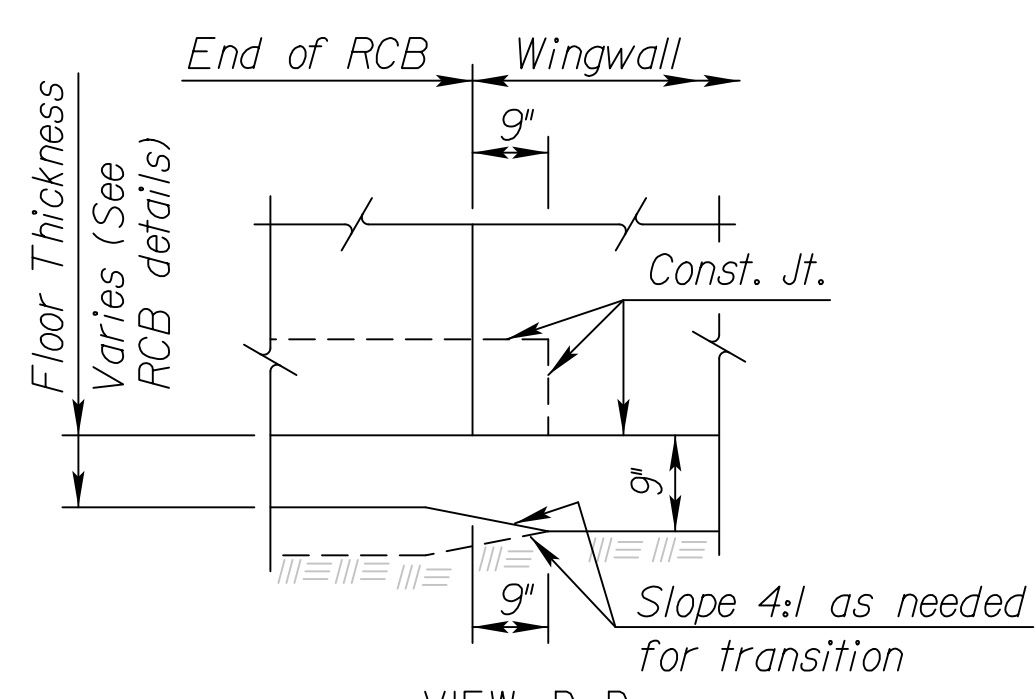 End of RCB
Wingwall
9"
Floor Thickness
Varies (See
RCB details)
Const. Jt.
9"
9"
Slope 4:1 as needed
for transition